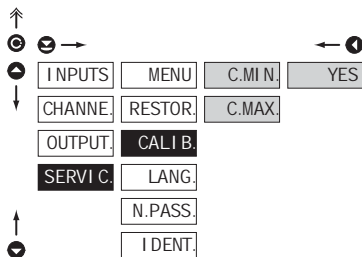 INPUTS MENU C.MIN. YES
CHANNE. RESTOR. C.MAX.
OUTPUT. CALIB.
SERVIC. LANG.
N.PASS.
IDENT.